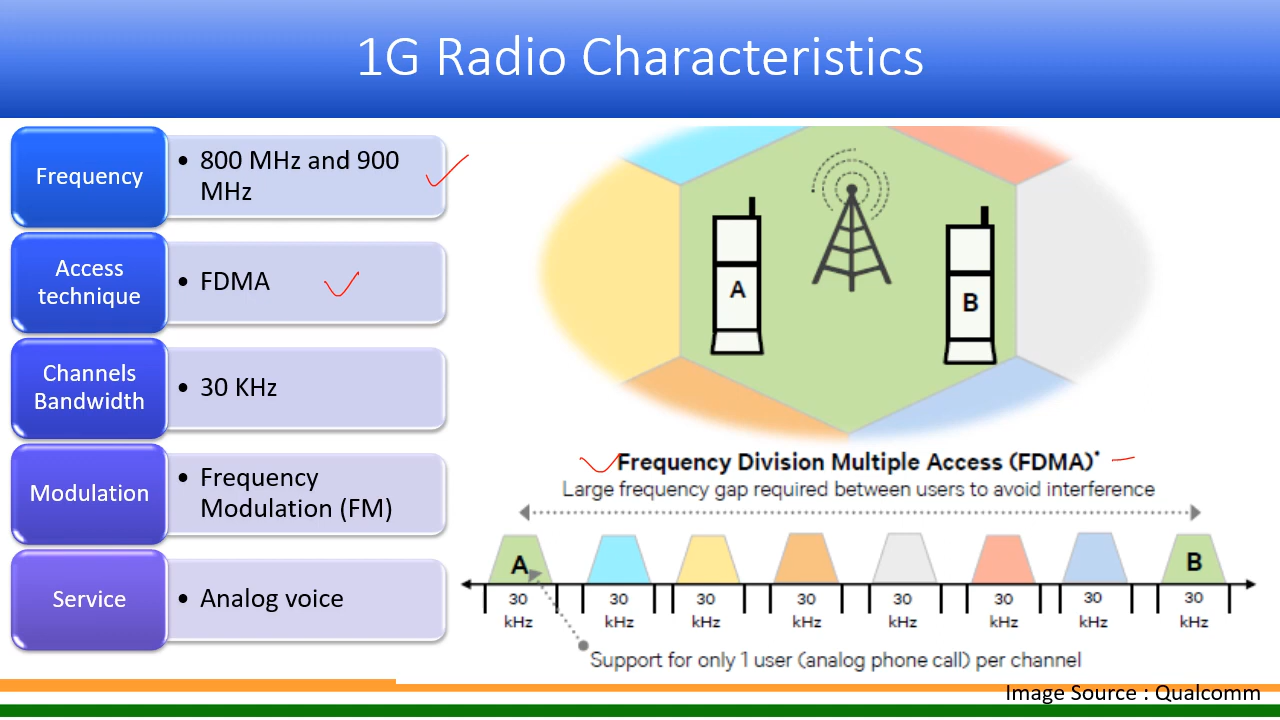 1G Radio Characteristics
Frequency
• 800 MHz and 900
MHz
Access
technique
• FDMA
Channels
Bandwidth
• 30 KHz
Modulation
• Frequency
Modulation (FM)
Service
• Analog voice
A
B
Frequency Division Multiple Access (FDMA)*
Large frequency gap required between users to avoid interference
A
B
30 30 30 30 30 30 30 30
kHz kHz kHz kHz kHz kHz kHz kHz
Support for only 1 user (analog phone call) per channel
Image Source : Qualcomm